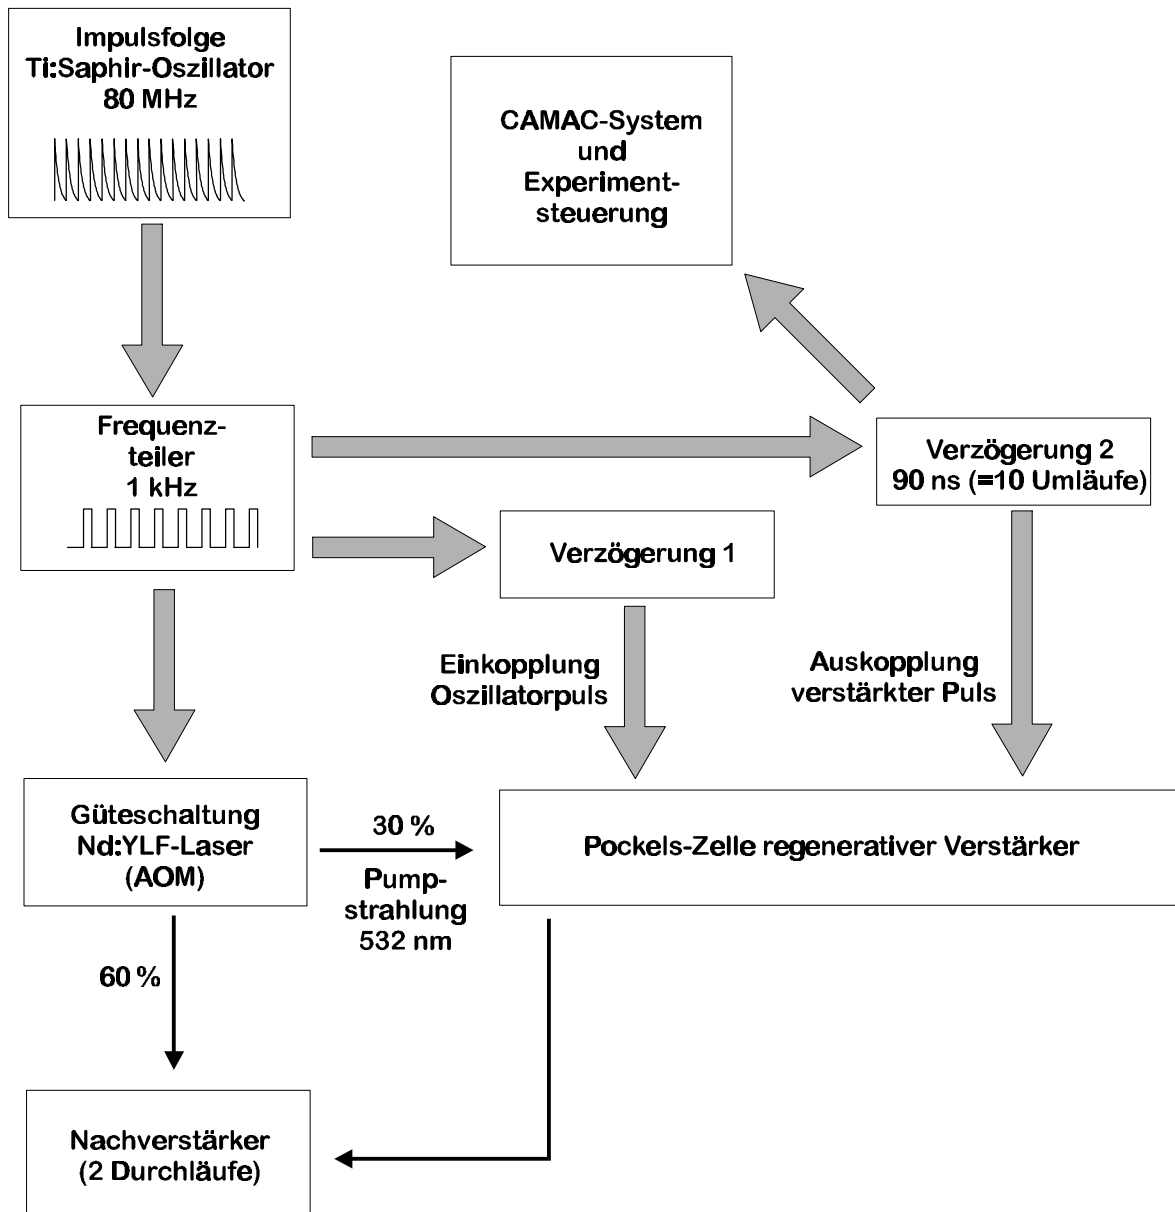 Impulsfolge
Ti:Saphir-Oszillator
80 MHz
CAMAC-System
und
Experiment-
steuerung
Frequenz-
teiler
1 kHz
Verzögerung 2
90 ns (=10 Umläufe)
Verzögerung 1
Einkopplung
Oszillatorpuls
Auskopplung
verstärkter Puls
Güteschaltung
Nd:YLF-Laser
(AOM)
30 %
Pump-
strahlung
532 nm
Pockels-Zelle regenerativer Verstärker
60 %
Nachverstärker
(2 Durchläufe)